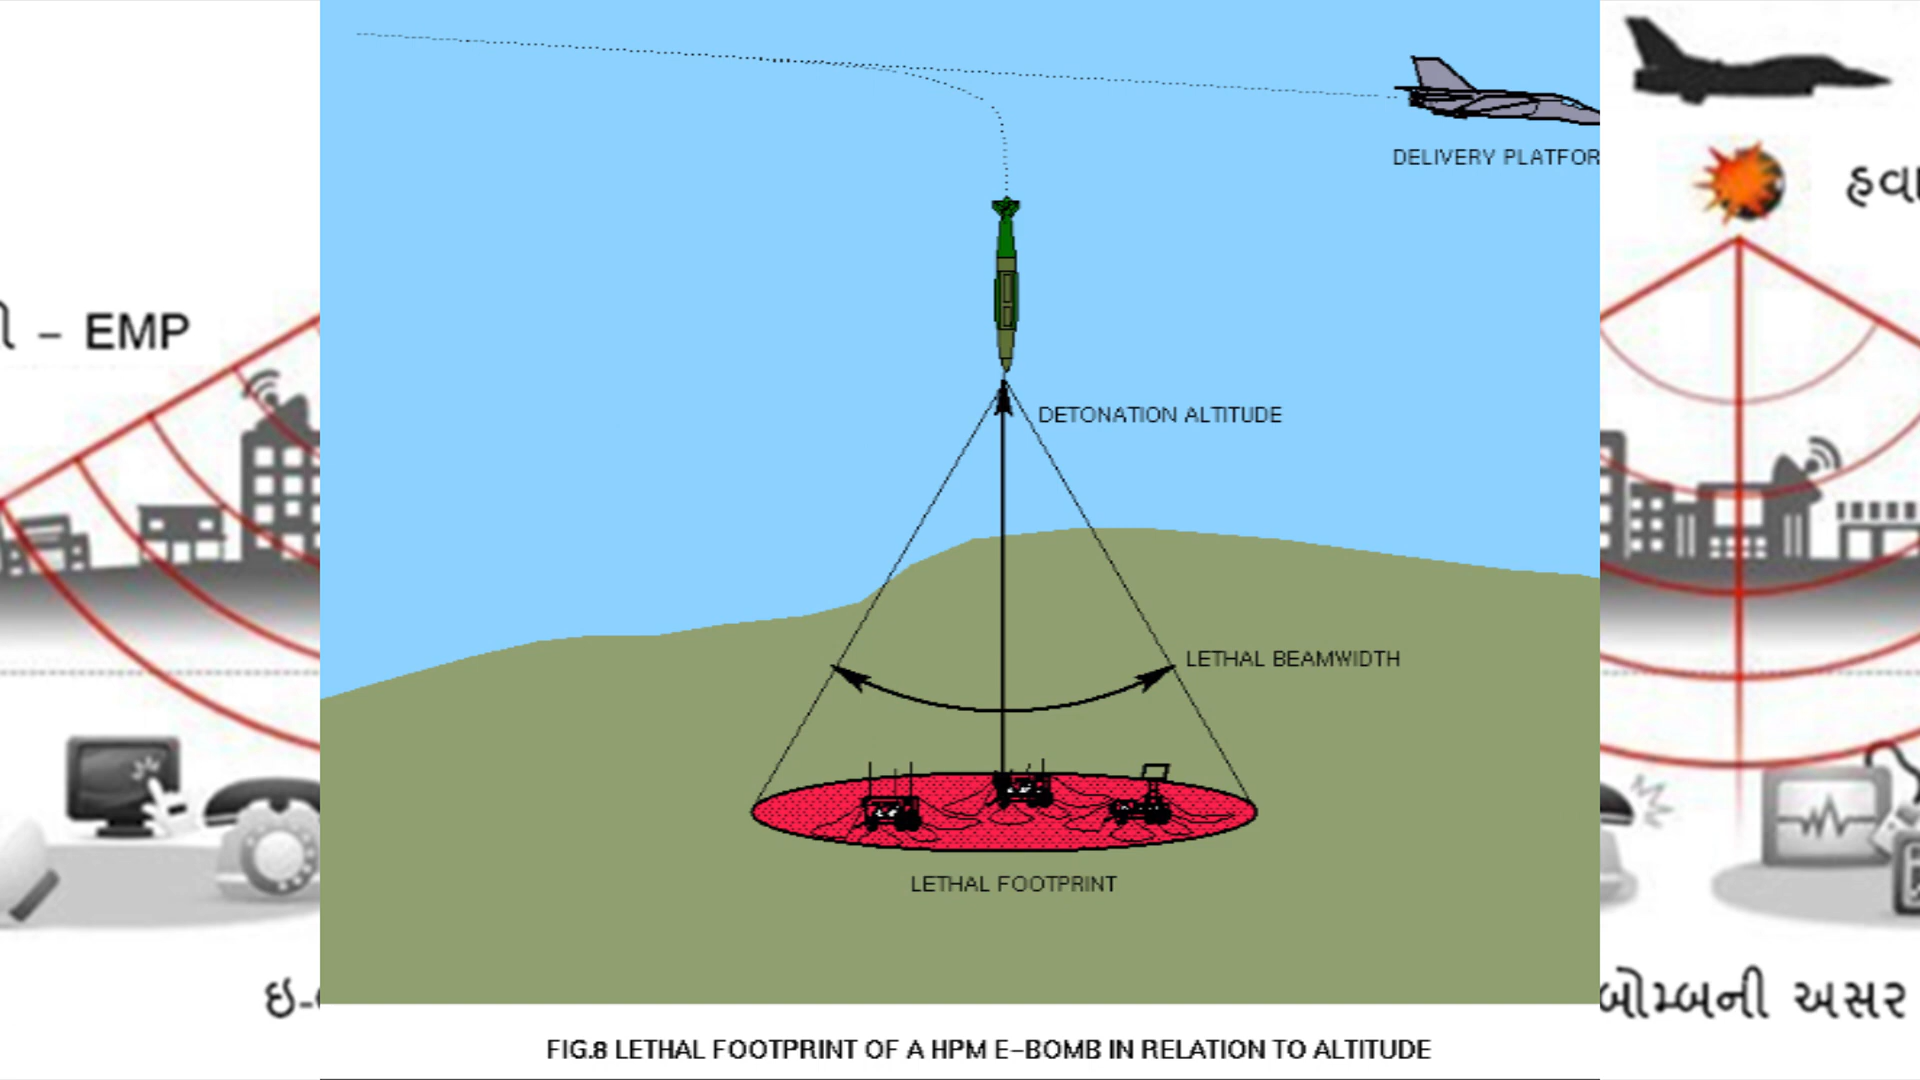 DELIVERY PLATFOR
હવા
– EMP
DETONATION ALTITUDE
LETHAL BEAMWIDTH
LETHAL FOOTPRINT
ઇ-
બોમ્બની અસર
FIG.8 LETHAL FOOTPRINT OF A HPM E-BOMB IN RELATION TO ALTITUDE